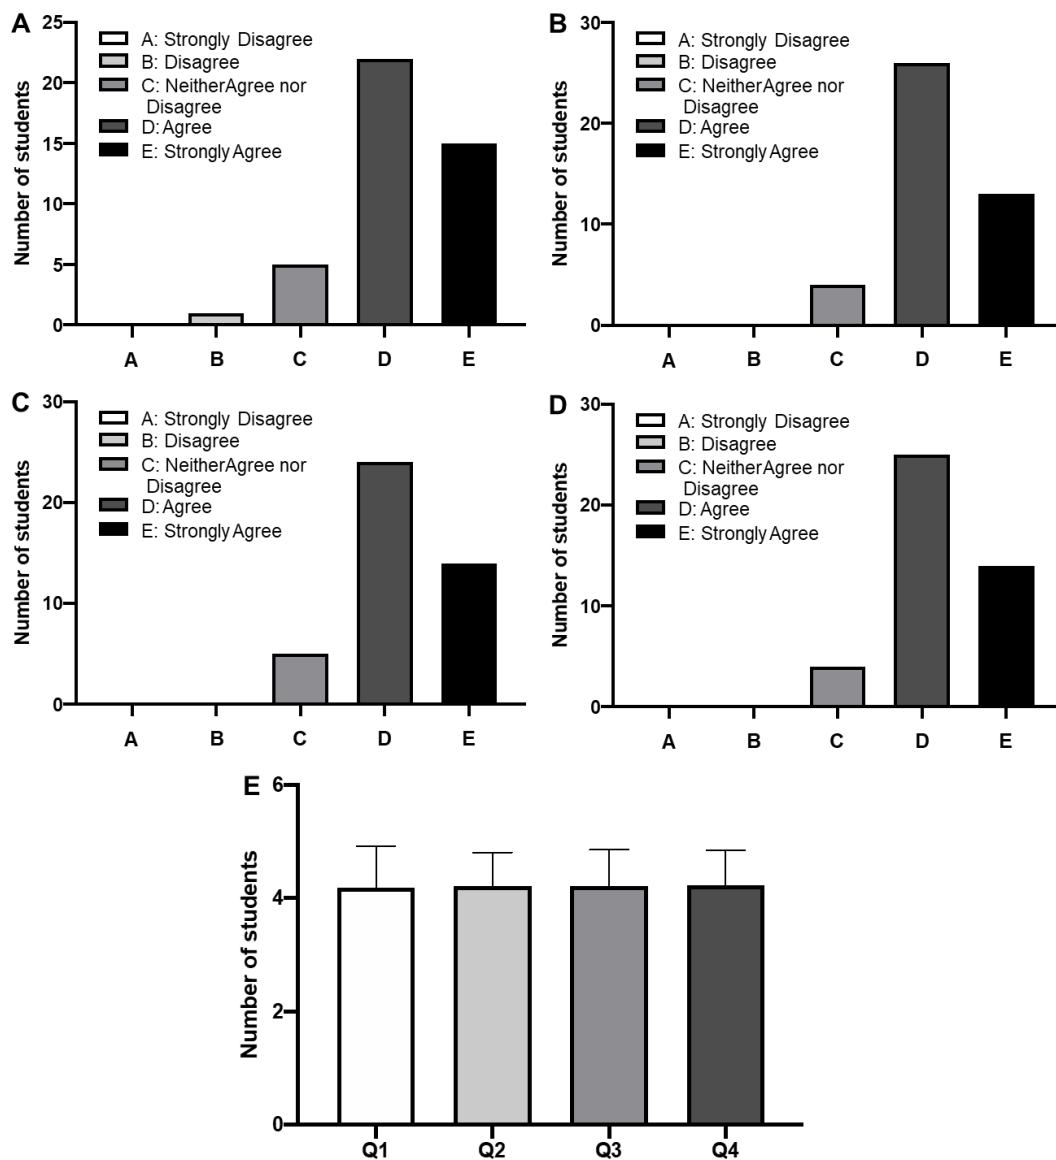 A
25
20
15
10
5
0
Number of students
A: Strongly Disagree
B: Disagree
C: NeitherAgree nor
Disagree
D: Agree
E: Strongly Agree
A B C D E
B
30
20
10
0
Number of students
A: Strongly Disagree
B: Disagree
C: NeitherAgree nor
Disagree
D: Agree
E: Strongly Agree
A B C D E
C
30
20
10
0
Number of students
A: Strongly Disagree
B: Disagree
C: NeitherAgree nor
Disagree
D: Agree
E: Strongly Agree
A B C D E
D
30
20
10
0
Number of students
A: Strongly Disagree
B: Disagree
C: NeitherAgree nor
Disagree
D: Agree
E: Strongly Agree
A B C D E
E
6
4
2
0
Number of students
Q1 Q2 Q3 Q4